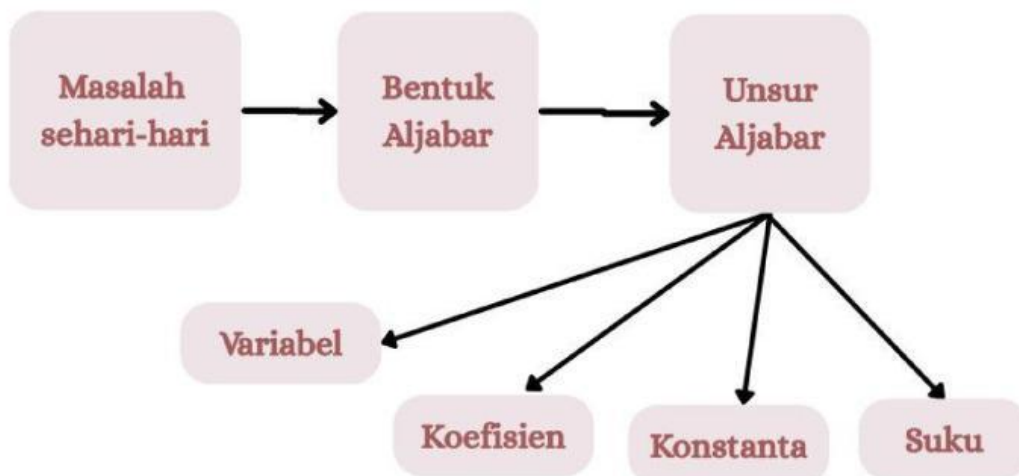 Masalah
sehari-hari
Bentuk
Aljabar
Unsur
Aljabar
Variabel
Koefisien
Konstanta
Suku